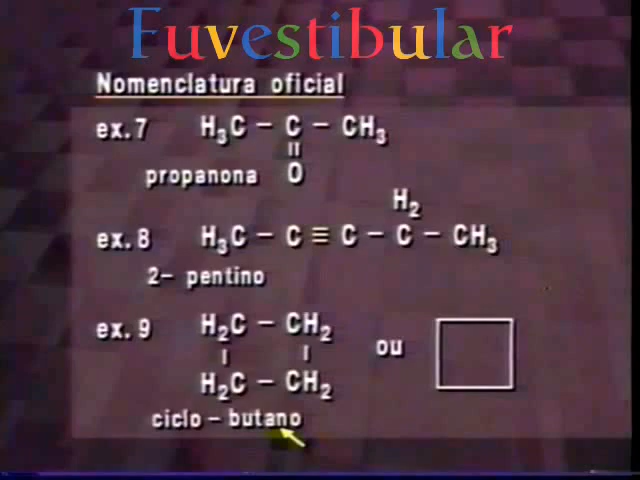 Fuvestibular
Nomenclatura oficial
ex.7 H₃C – C – CH₃
=
propanona O
H₂
ex.8 H₃C – C ≡ C – C – CH₃
2– pentino
ex.9 H₂C – CH₂
ou
H₂C – CH₂
ciclo – butano